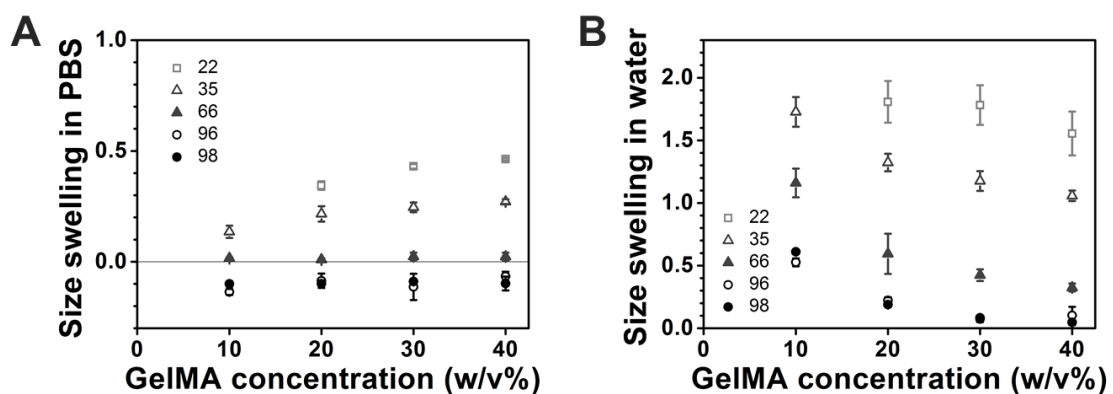 A
Size swelling in PBS
1.0
0.5
0.0
22
35
66
96
98
0 10 20 30 40
GelMA concentration (w/v%)
B
Size swelling in water
2.0
1.5
1.0
0.5
0.0
22
35
66
96
98
0 10 20 30 40
GelMA concentration (w/v%)